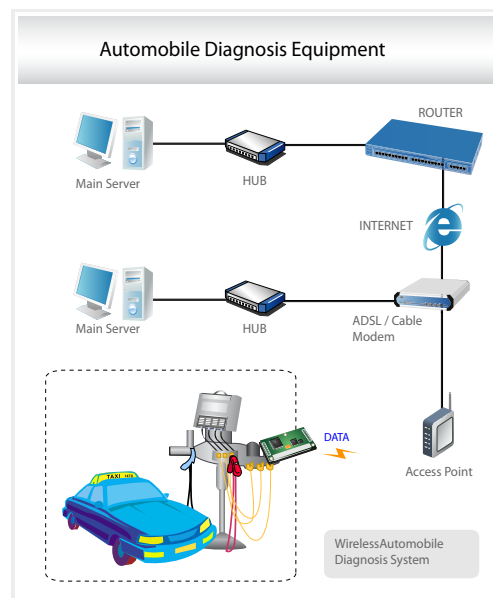 Automobile Diagnosis Equipment
ROUTER
Main Server
HUB
INTERNET
Main Server
HUB
ADSL / Cable
Modem
DATA
TAXI
Access Point
WirelessAutomobile
Diagnosis System